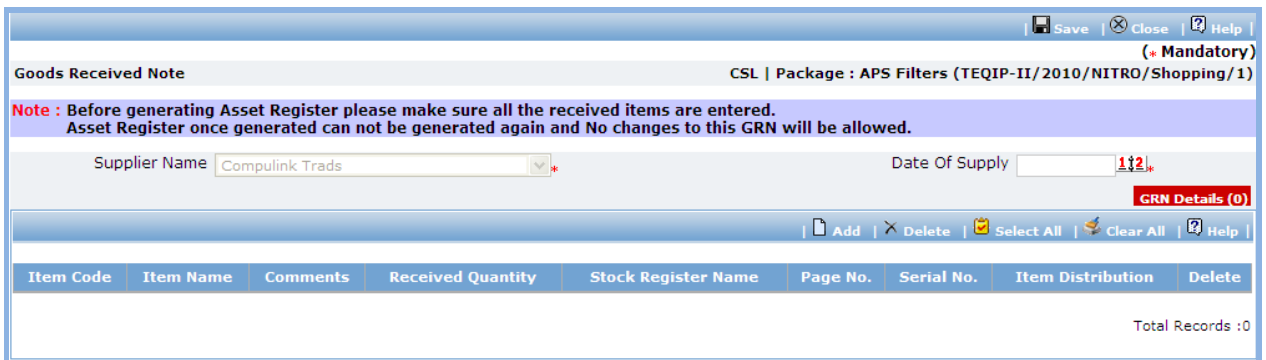 | Save | Close | Help |
(* Mandatory)
Goods Received Note CSL | Package : APS Filters (TEQIP-II/2010/NITRO/Shopping/1)
Note : Before generating Asset Register please make sure all the received items are entered.
Asset Register once generated can not be generated again and No changes to this GRN will be allowed.
Supplier Name Compulink Trads * Date Of Supply 12 *
GRN Details (0)
| Add | Delete | Select All | Clear All | Help |
Item Code Item Name Comments Received Quantity Stock Register Name Page No. Serial No. Item Distribution Delete
Total Records :0